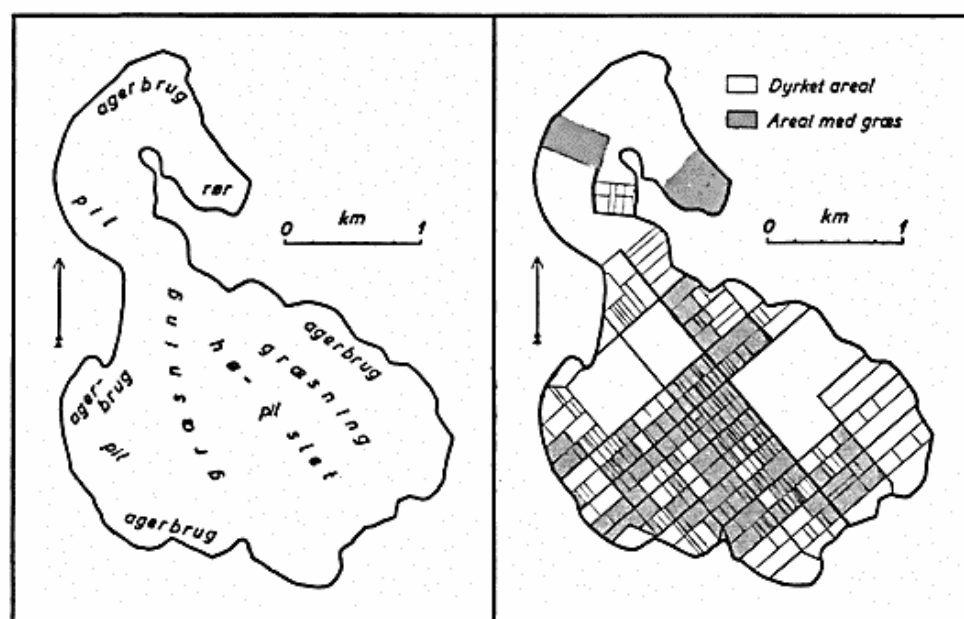 agerbrug
rør
pil
km
0 1
græsning
hø-
slet
pil
græsning
agerbrug
ager-
brug
pil
agerbrug
Dyrket areal
Areal med græs
km
0 1